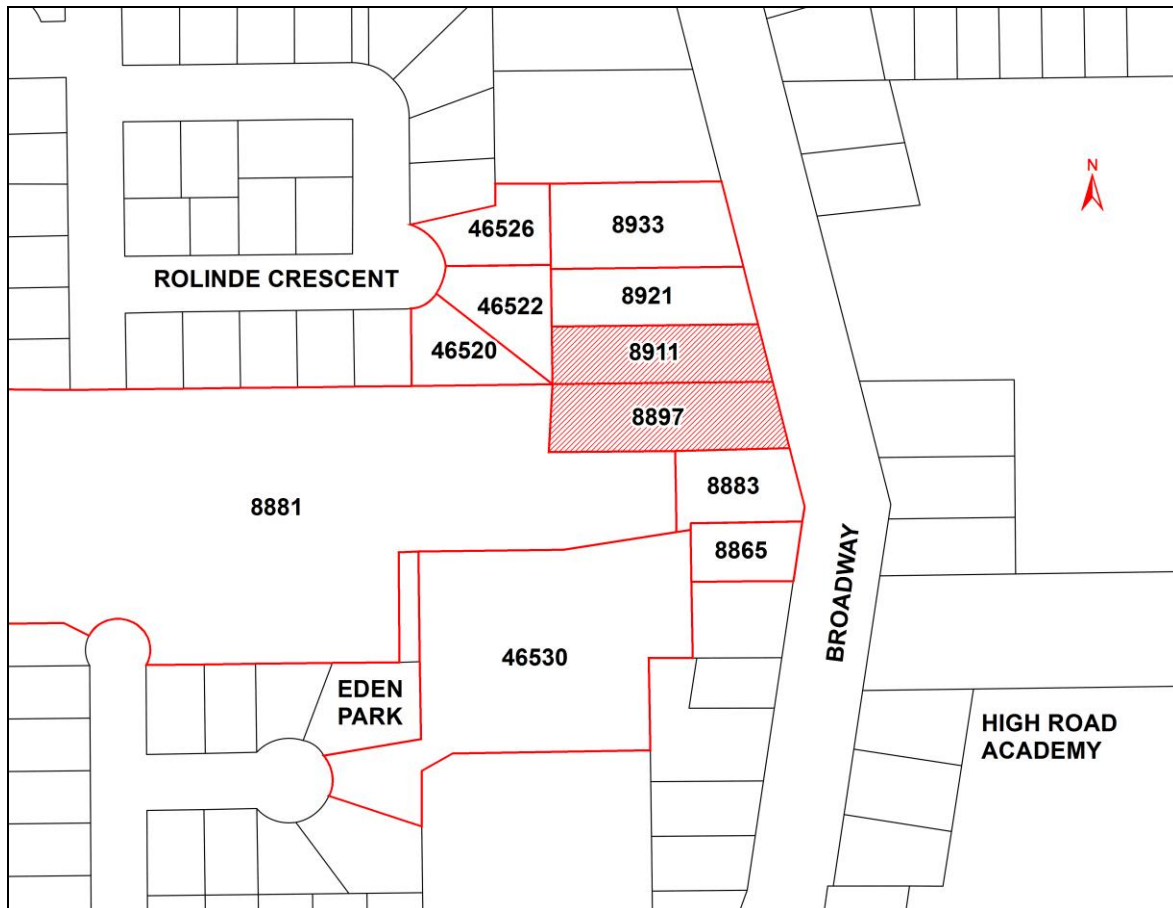 N
46526
8933
ROLINDE CRESCENT
46522
8921
46520
8911
8897
8881
8883
8865
BROADWAY
46530
EDEN
PARK
HIGH ROAD
ACADEMY